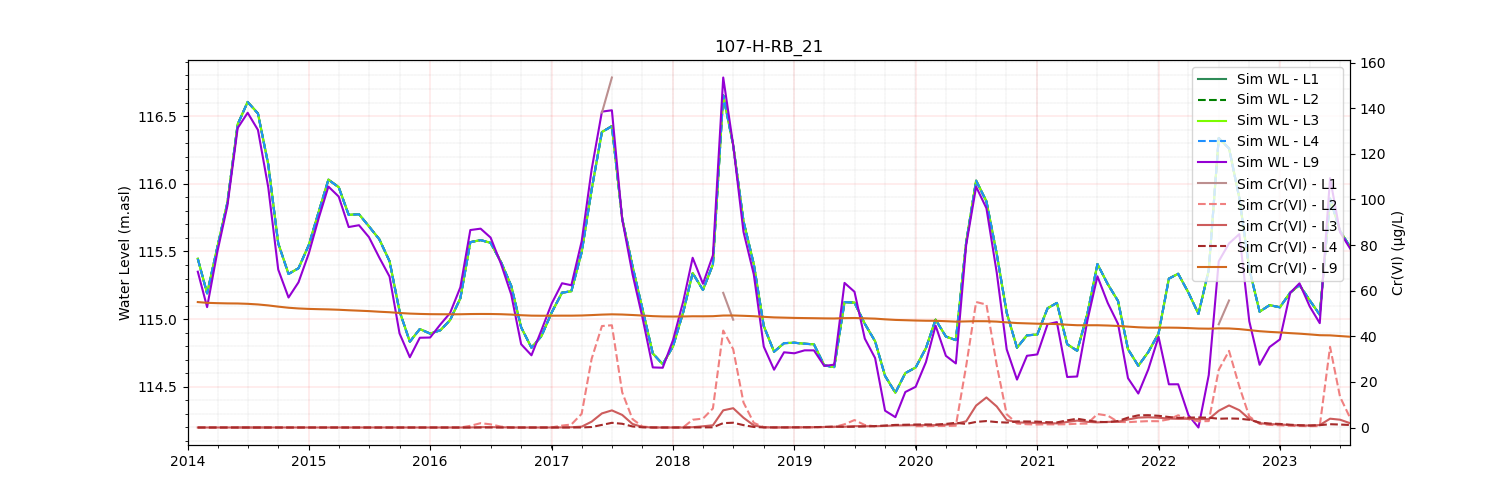 107-H-RB_21
Water Level (m.asl)
116.5
116.0
115.5
115.0
114.5
160
140
120
100
80
60
40
20
0
Cr(VI) (µg/L)
Sim WL - L1
Sim WL - L2
Sim WL - L3
Sim WL - L4
Sim WL - L9
Sim Cr(VI) - L1
Sim Cr(VI) - L2
Sim Cr(VI) - L3
Sim Cr(VI) - L4
Sim Cr(VI) - L9
2014 2015 2016 2017 2018 2019 2020 2021 2022 2023